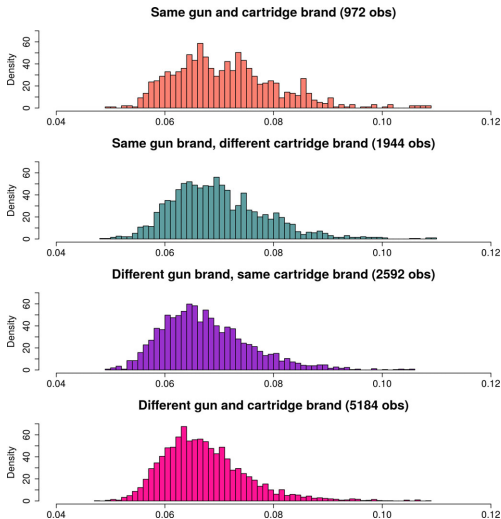 Same gun and cartridge brand (972 obs)
Density
0 20 40 60
0.04 0.06 0.08 0.10 0.12
Same gun brand, different cartridge brand (1944 obs)
Density
0 20 40 60
0.04 0.06 0.08 0.10 0.12
Different gun brand, same cartridge brand (2592 obs)
Density
0 20 40 60
0.04 0.06 0.08 0.10 0.12
Different gun and cartridge brand (5184 obs)
Density
0 20 40 60
0.04 0.06 0.08 0.10 0.12